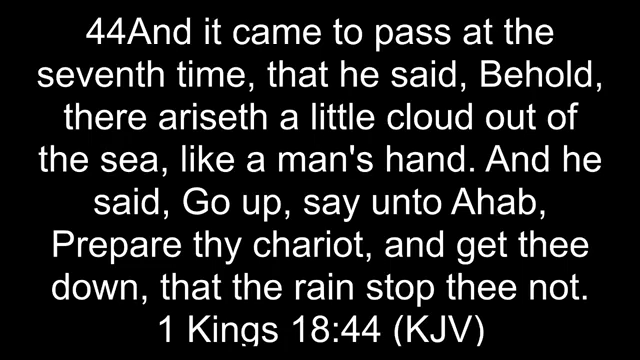 44And it came to pass at the
seventh time, that he said, Behold,
there ariseth a little cloud out of
the sea, like a man's hand. And he
said, Go up, say unto Ahab,
Prepare thy chariot, and get thee
down, that the rain stop thee not.
1 Kings 18:44 (KJV)